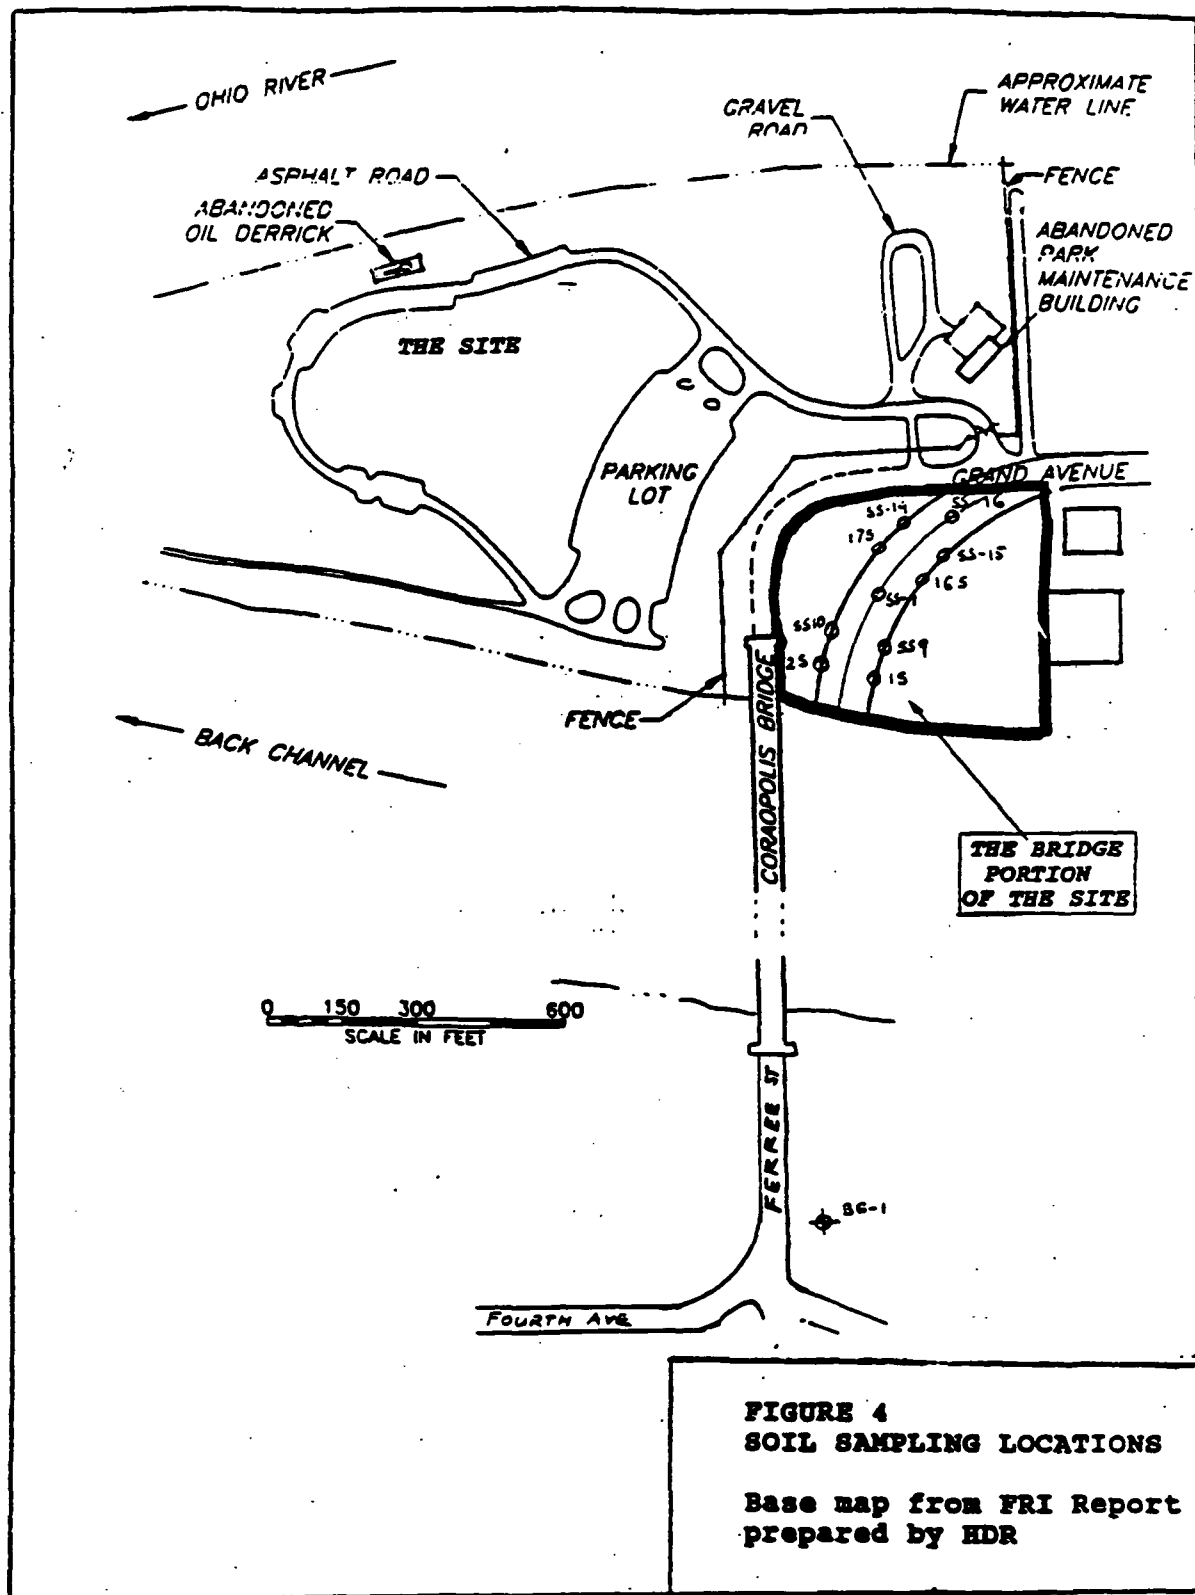 OHIO RIVER
APPROXIMATE
WATER LINE
GRAVEL
ROAD
FENCE
ASPHALT ROAD
ABANDONED
OIL DERRICK
ABANDONED
PARK
MAINTENANCE
BUILDING
THE SITE
PARKING
LOT
GRAND AVENUE
SS-14
SS-16
17S
SS-15
16S
SS-1
SS10
SS9
2S
1S
FENCE
BACK CHANNEL
CORAOPOLIS BRIDGE
THE BRIDGE
PORTION
OF THE SITE
0 150 300 600
SCALE IN FEET
FERREE ST
BG-1
FOURTH AVE
FIGURE 4
SOIL SAMPLING LOCATIONS
Base map from FRI Report
prepared by HDR